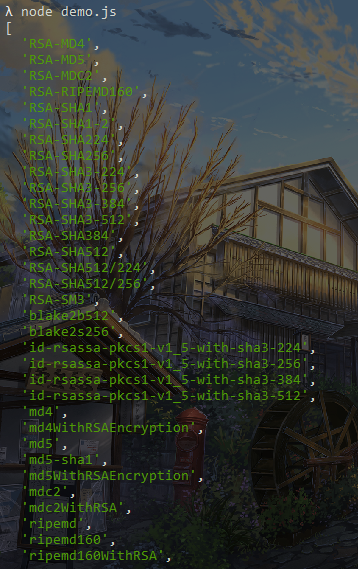 λ node demo.js
[
'RSA-MD4',
'RSA-MD5',
'RSA-MDC2',
'RSA-RIPEMD160',
'RSA-SHA1',
'RSA-SHA1-2',
'RSA-SHA224',
'RSA-SHA256',
'RSA-SHA3-224',
'RSA-SHA3-256',
'RSA-SHA3-384',
'RSA-SHA3-512',
'RSA-SHA384',
'RSA-SHA512',
'RSA-SHA512/224',
'RSA-SHA512/256',
'RSA-SM3',
'blake2b512',
'blake2s256',
'id-rsassa-pkcs1-v1_5-with-sha3-224',
'id-rsassa-pkcs1-v1_5-with-sha3-256',
'id-rsassa-pkcs1-v1_5-with-sha3-384',
'id-rsassa-pkcs1-v1_5-with-sha3-512',
'md4',
'md4WithRSAEncryption',
'md5',
'md5-sha1',
'md5WithRSAEncryption',
'mdc2',
'mdc2WithRSA',
'ripemd',
'ripemd160',
'ripemd160WithRSA',